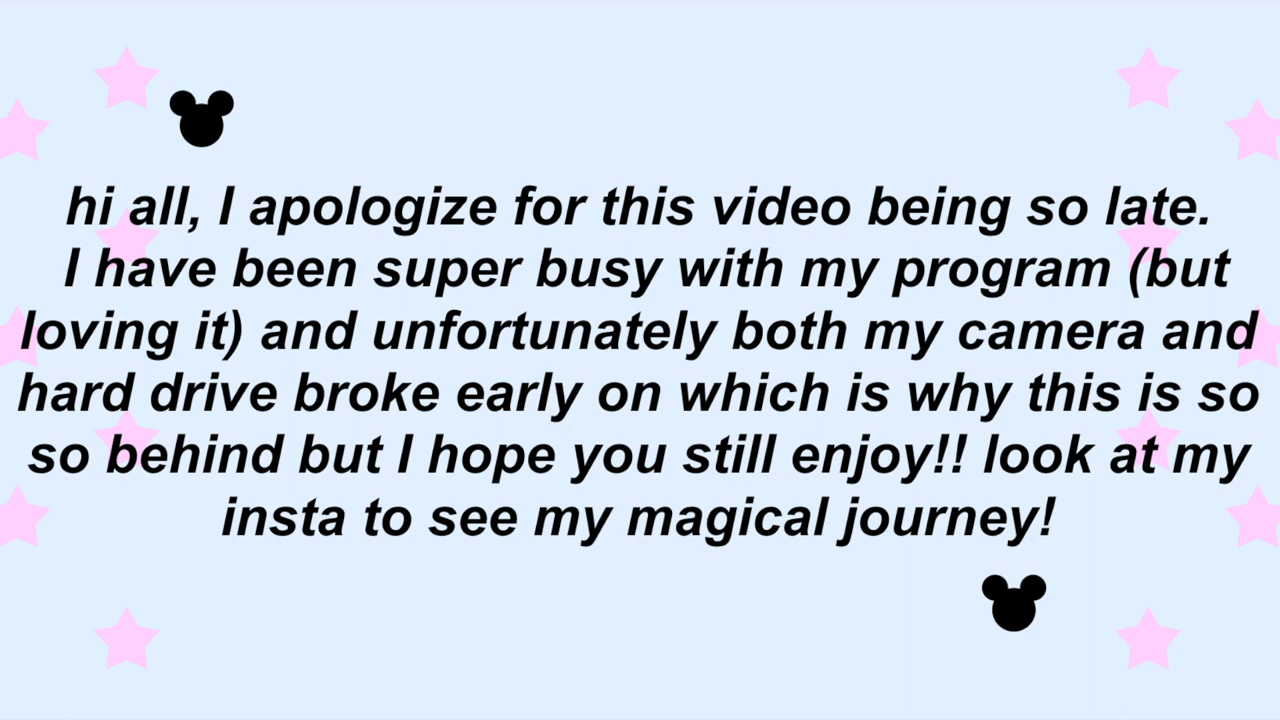 hi all, I apologize for this video being so late.
I have been super busy with my program (but
loving it) and unfortunately both my camera and
hard drive broke early on which is why this is so
so behind but I hope you still enjoy!! look at my
insta to see my magical journey!